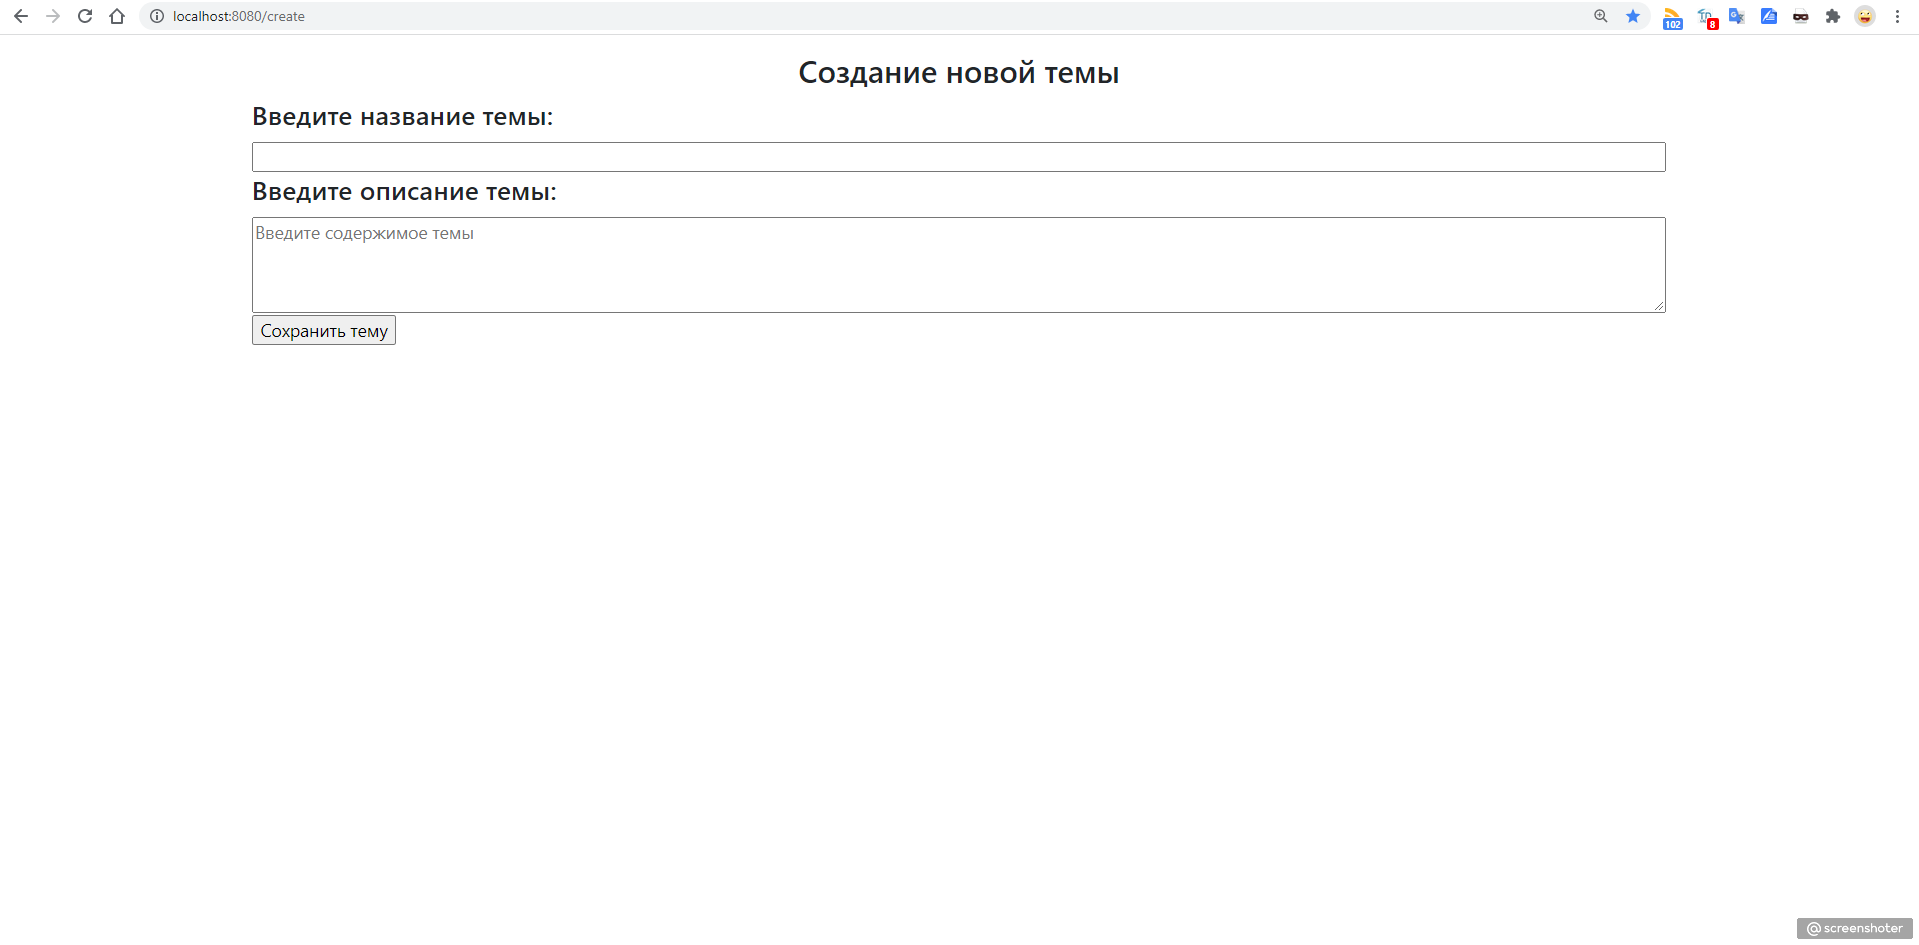 localhost:8080/create
102
8
Создание новой темы
Введите название темы:
Введите описание темы:
Введите содержимое темы
Сохранить тему
@screenshoter